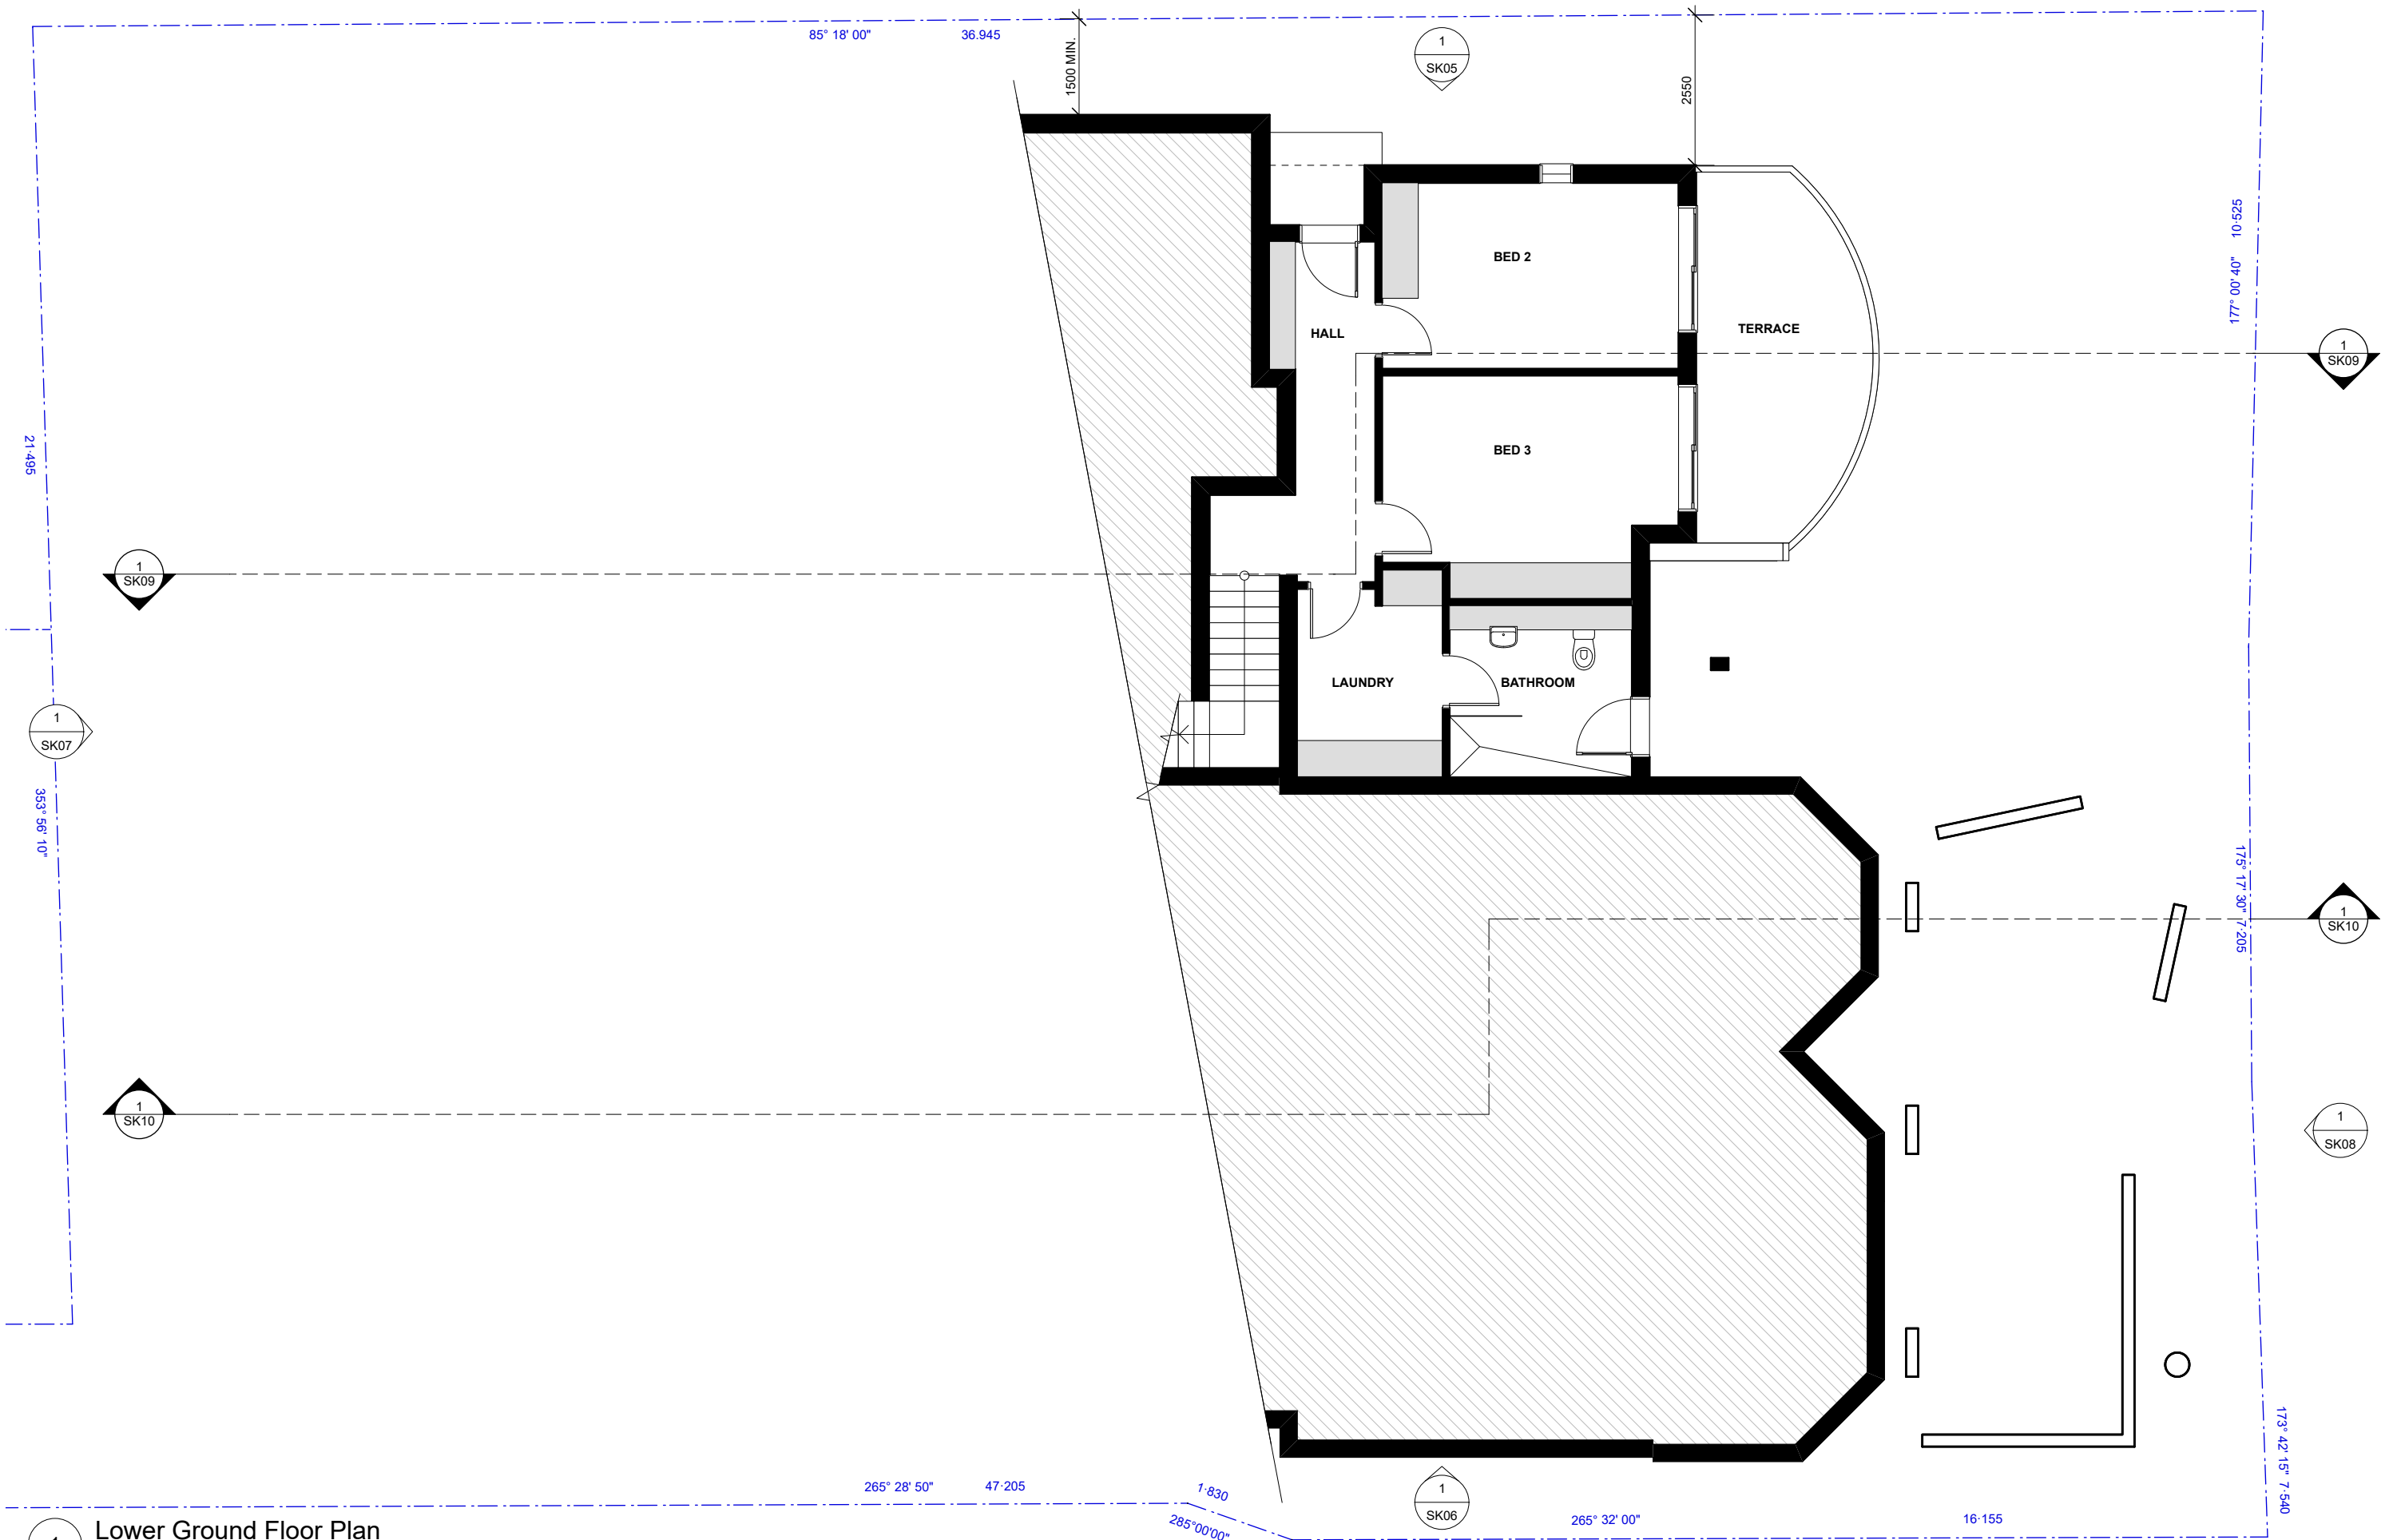 85° 18' 00" 36.945
1500 MIN.
1
SK05
2550
10·525
177° 00' 40"
BED 2
HALL
TERRACE
1
SK09
21·495
BED 3
1
SK09
LAUNDRY
BATHROOM
1
SK07
353° 56' 10"
175° 17' 30" 7·205
1
SK10
1
SK10
1
SK08
173° 42' 15" 7·540
265° 28' 50" 47·205
1·830
285°00'00"
1
SK06
265° 32' 00" 16·155
Lower Ground Floor Plan